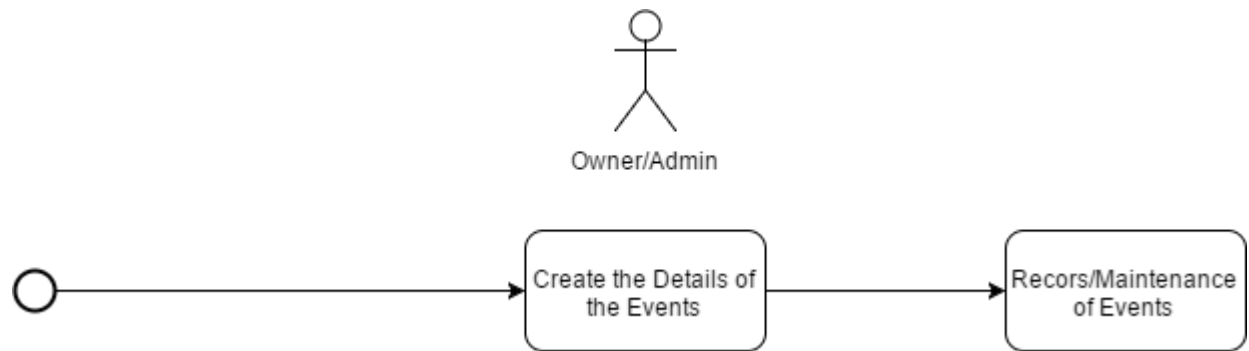 Owner/Admin
Create the Details of
the Events
Recors/Maintenance
of Events